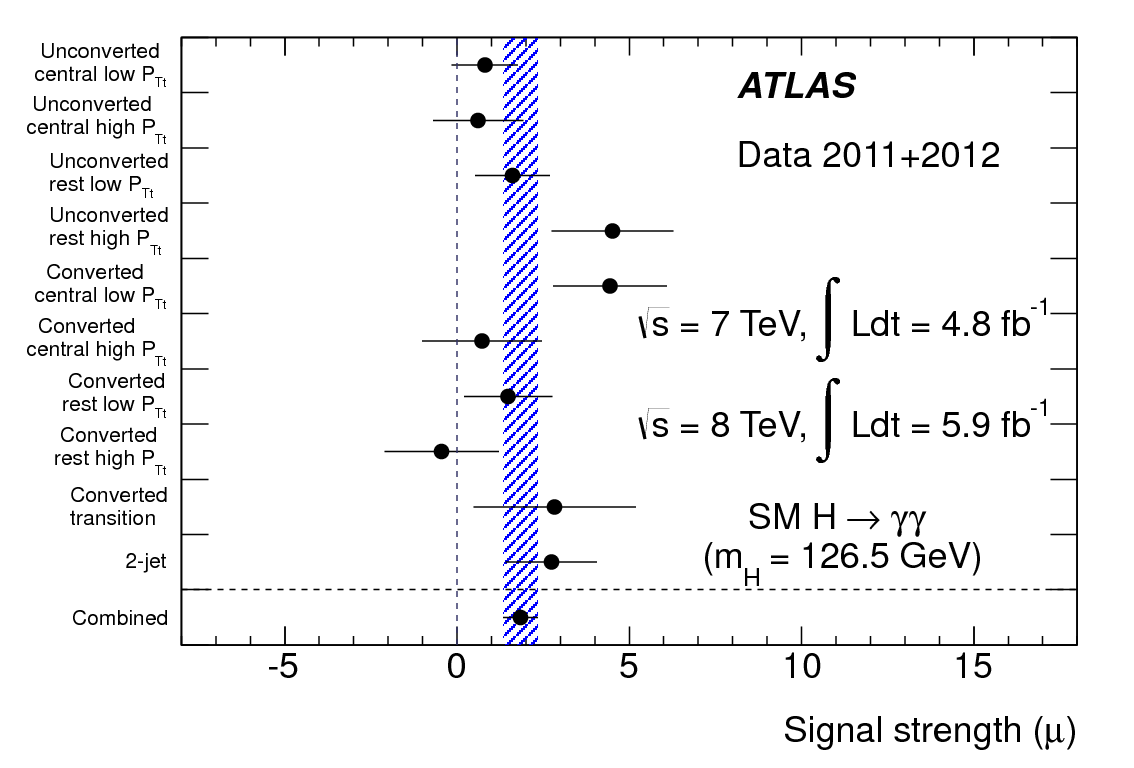 Unconverted
central low P_Tt
Unconverted
central high P_Tt
Unconverted
rest low P_Tt
Unconverted
rest high P_Tt
Converted
central low P_Tt
Converted
central high P_Tt
Converted
rest low P_Tt
Converted
rest high P_Tt
Converted
transition
2-jet
Combined
ATLAS
Data 2011+2012
√s = 7 TeV, ∫ Ldt = 4.8 fb⁻¹
√s = 8 TeV, ∫ Ldt = 5.9 fb⁻¹
SM H → γγ
(m_H = 126.5 GeV)
-5 0 5 10 15
Signal strength (μ)